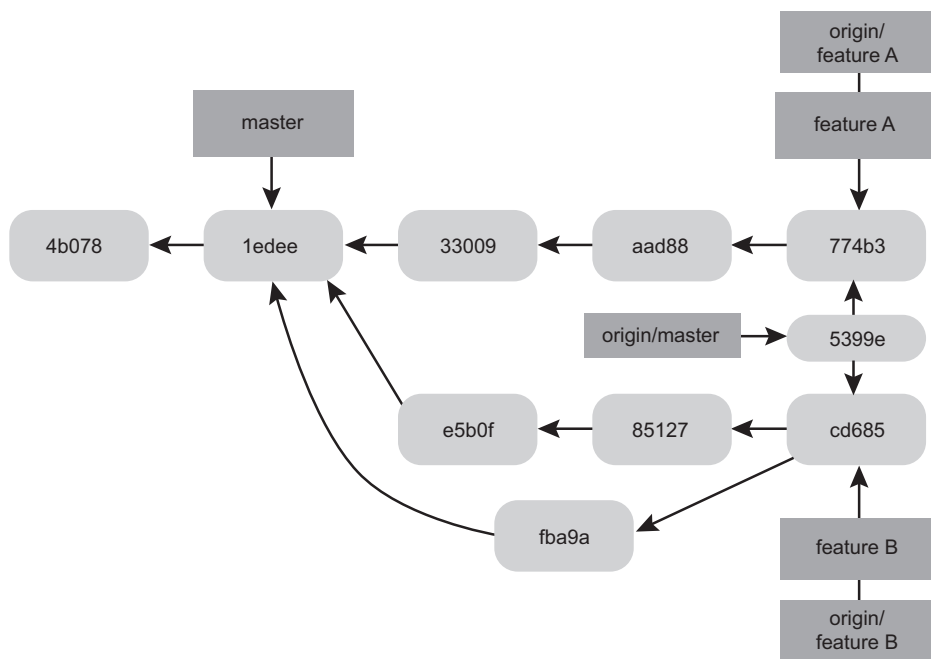 origin/
feature A
master
feature A
4b078
1edee
33009
aad88
774b3
origin/master
5399e
e5b0f
85127
cd685
fba9a
feature B
origin/
feature B